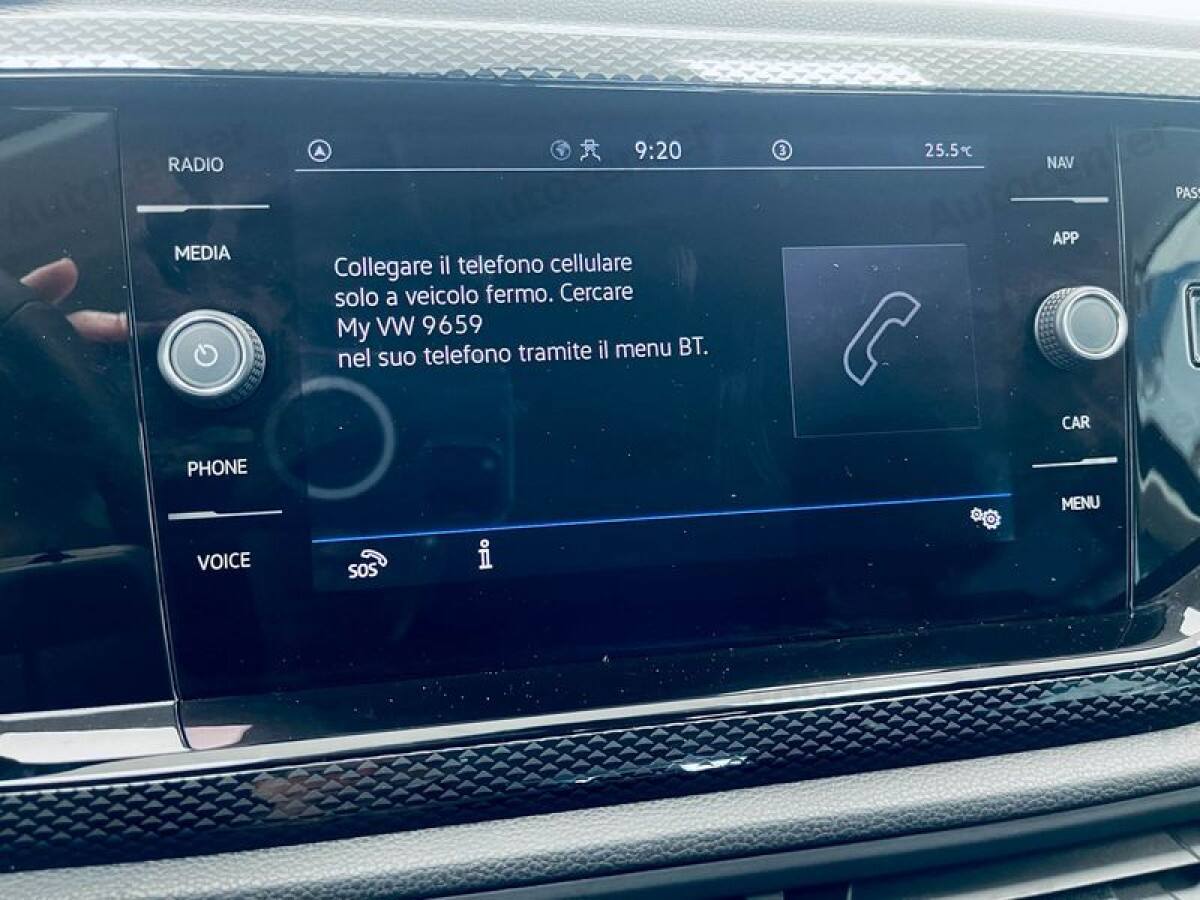 RADIO
MEDIA
PHONE
VOICE
9:20
3
25.5°C
Collegare il telefono cellulare
solo a veicolo fermo. Cercare
My VW 9659
nel suo telefono tramite il menu BT.
SOS
i
NAV
APP
CAR
MENU